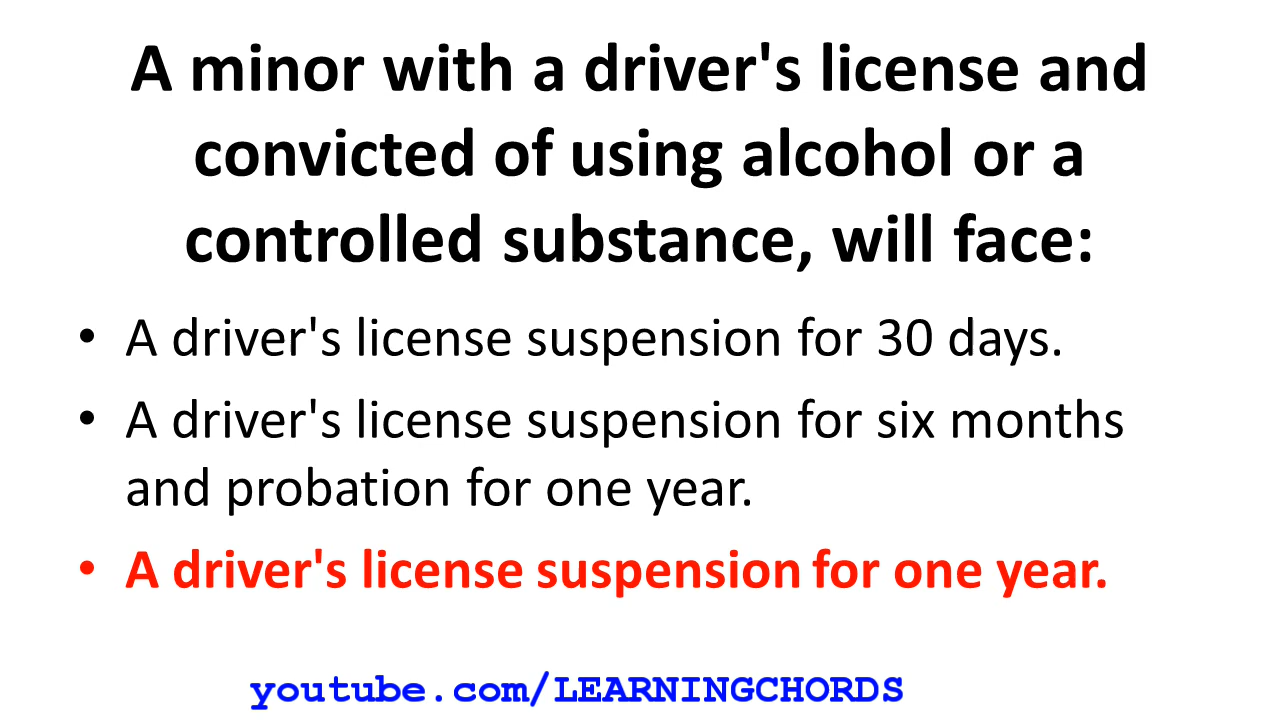 A minor with a driver's license and
convicted of using alcohol or a
controlled substance, will face:
• A driver's license suspension for 30 days.
• A driver's license suspension for six months
and probation for one year.
• A driver's license suspension for one year.
youtube.com/LEARNINGCHORDS